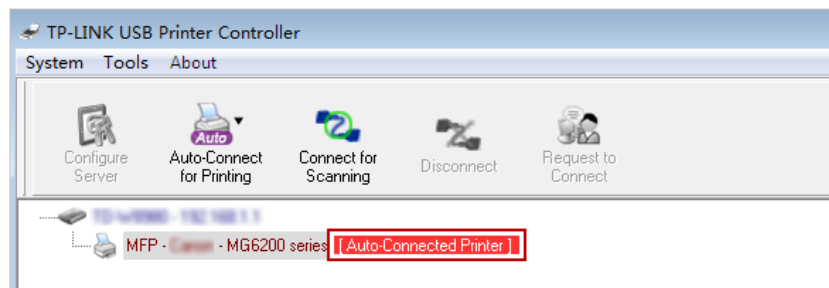 TP-LINK USB Printer Controller
System Tools About
Configure Server
Auto
Auto-Connect for Printing
Connect for Scanning
Disconnect
Request to Connect
MFP - - MG6200 series [ Auto-Connected Printer ]